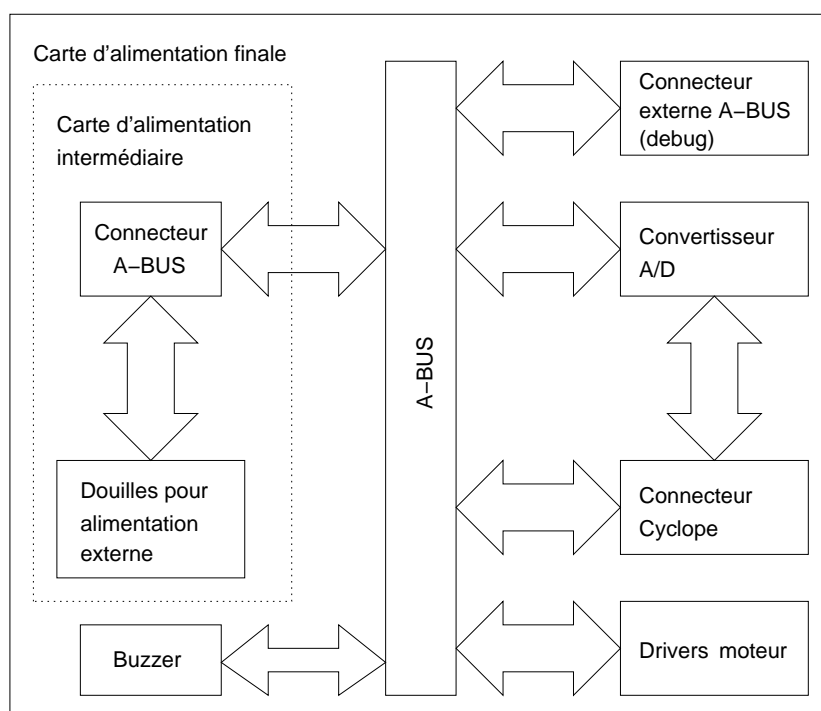 Carte d'alimentation finale
Carte d'alimentation
intermédiaire
Connecteur
A−BUS
Douilles pour
alimentation
externe
Buzzer
A−BUS
Connecteur
externe A−BUS
(debug)
Convertisseur
A/D
Connecteur
Cyclope
Drivers moteur